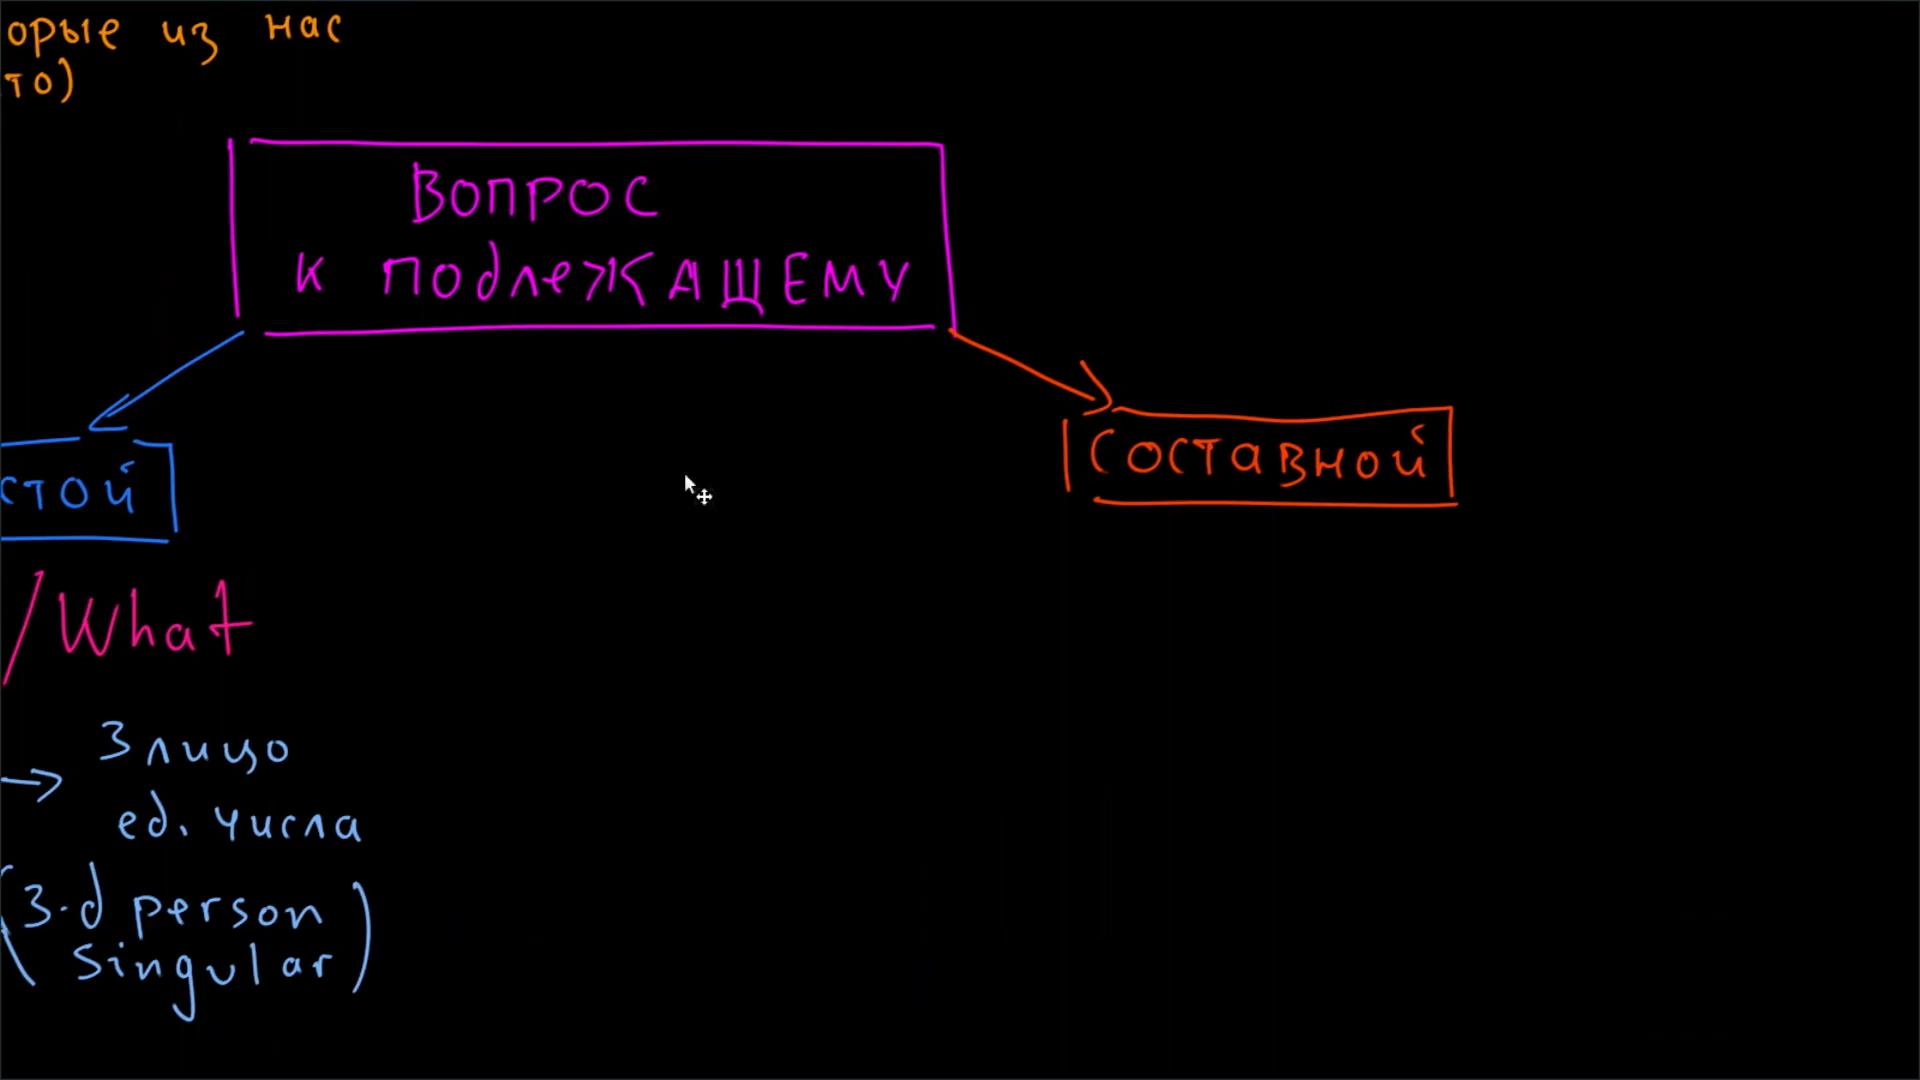 орые из нас
то)
Вопрос
к подлежащему
стой
Составной
/What
3 лицо
ед. числа
(3-d person
Singular)